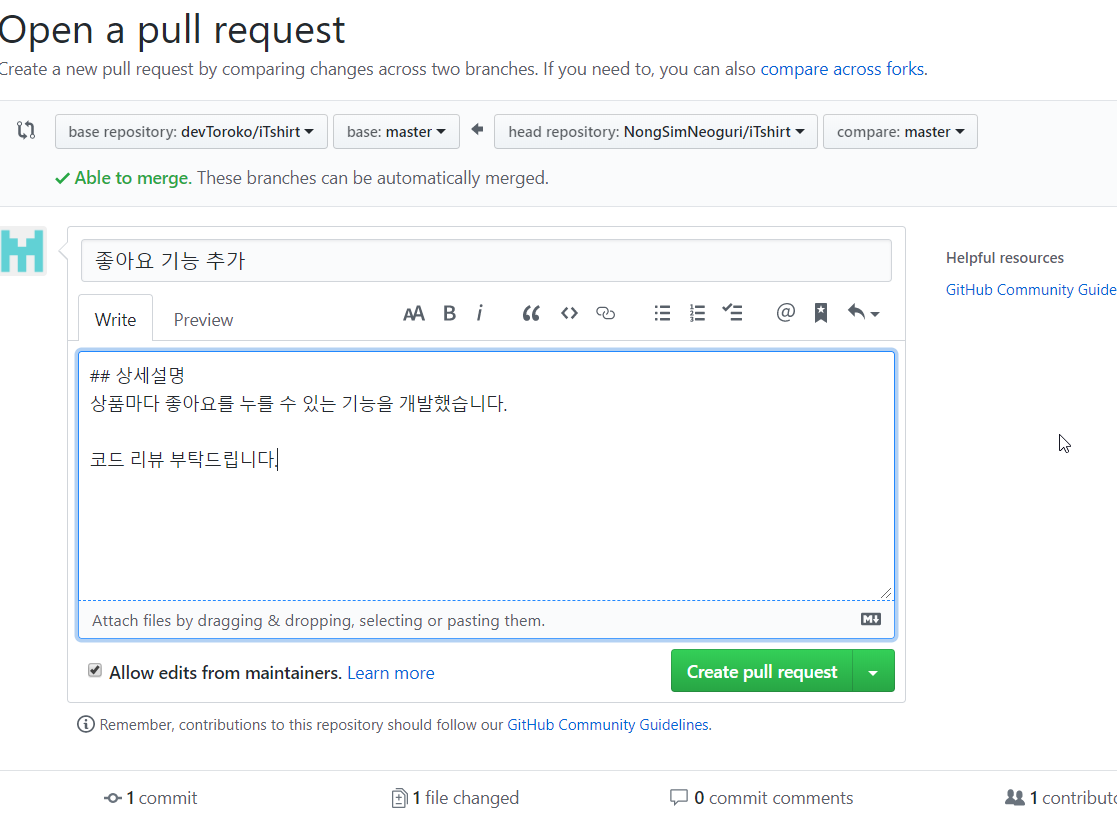 Open a pull request
Create a new pull request by comparing changes across two branches. If you need to, you can also compare across forks.
base repository: devToroko/iTshirt base: master head repository: NongSimNeoguri/iTshirt compare: master
Able to merge. These branches can be automatically merged.
좋아요 기능 추가
Helpful resources
GitHub Community Guide
Write Preview
## 상세설명
상품마다 좋아요를 누를 수 있는 기능을 개발했습니다.
코드 리뷰 부탁드립니다.
Attach files by dragging & dropping, selecting or pasting them.
Allow edits from maintainers. Learn more
Create pull request
Remember, contributions to this repository should follow our GitHub Community Guidelines.
1 commit 1 file changed 0 commit comments 1 contributo